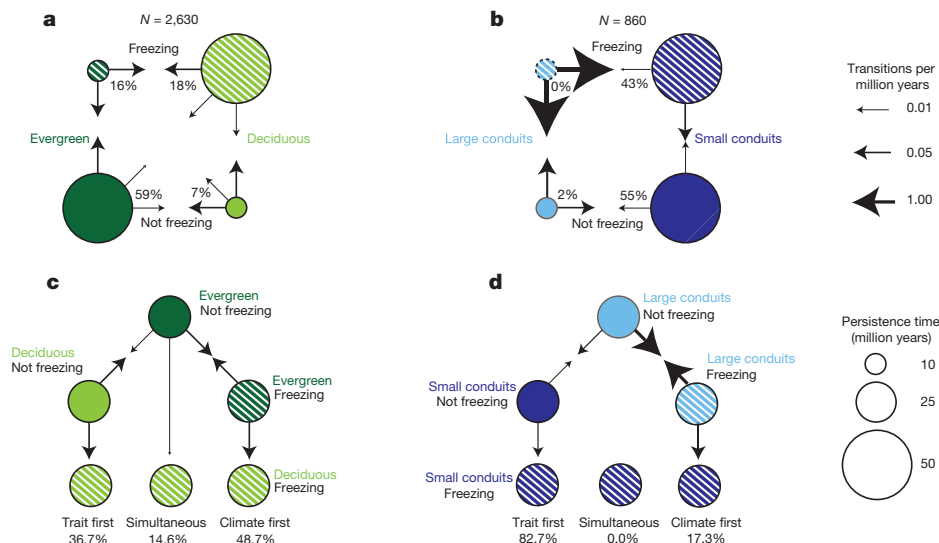 a
N = 2,630
Freezing
16%
18%
Evergreen
Deciduous
59%
7%
Not freezing
b
N = 860
Freezing
0%
43%
Large conduits
Small conduits
2%
55%
Not freezing
Transitions per
million years
0.01
0.05
1.00
c
Evergreen
Not freezing
Deciduous
Not freezing
Evergreen
Freezing
Deciduous
Freezing
Trait first
36.7%
Simultaneous
14.6%
Climate first
48.7%
d
Large conduits
Not freezing
Large conduits
Freezing
Small conduits
Not freezing
Small conduits
Freezing
Trait first
82.7%
Simultaneous
0.0%
Climate first
17.3%
Persistence time
(million years)
10
25
50